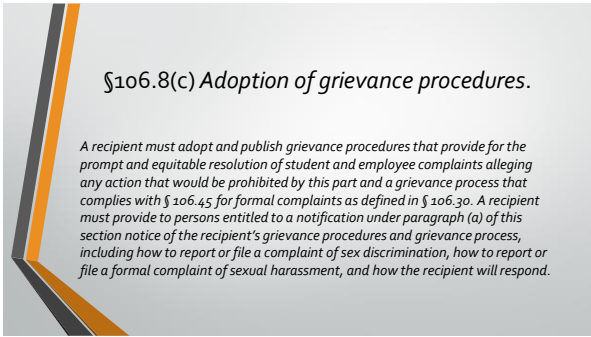 §106.8(c) Adoption of grievance procedures.
A recipient must adopt and publish grievance procedures that provide for the
prompt and equitable resolution of student and employee complaints alleging
any action that would be prohibited by this part and a grievance process that
complies with § 106.45 for formal complaints as defined in § 106.30. A recipient
must provide to persons entitled to a notification under paragraph (a) of this
section notice of the recipient's grievance procedures and grievance process,
including how to report or file a complaint of sex discrimination, how to report or
file a formal complaint of sexual harassment, and how the recipient will respond.